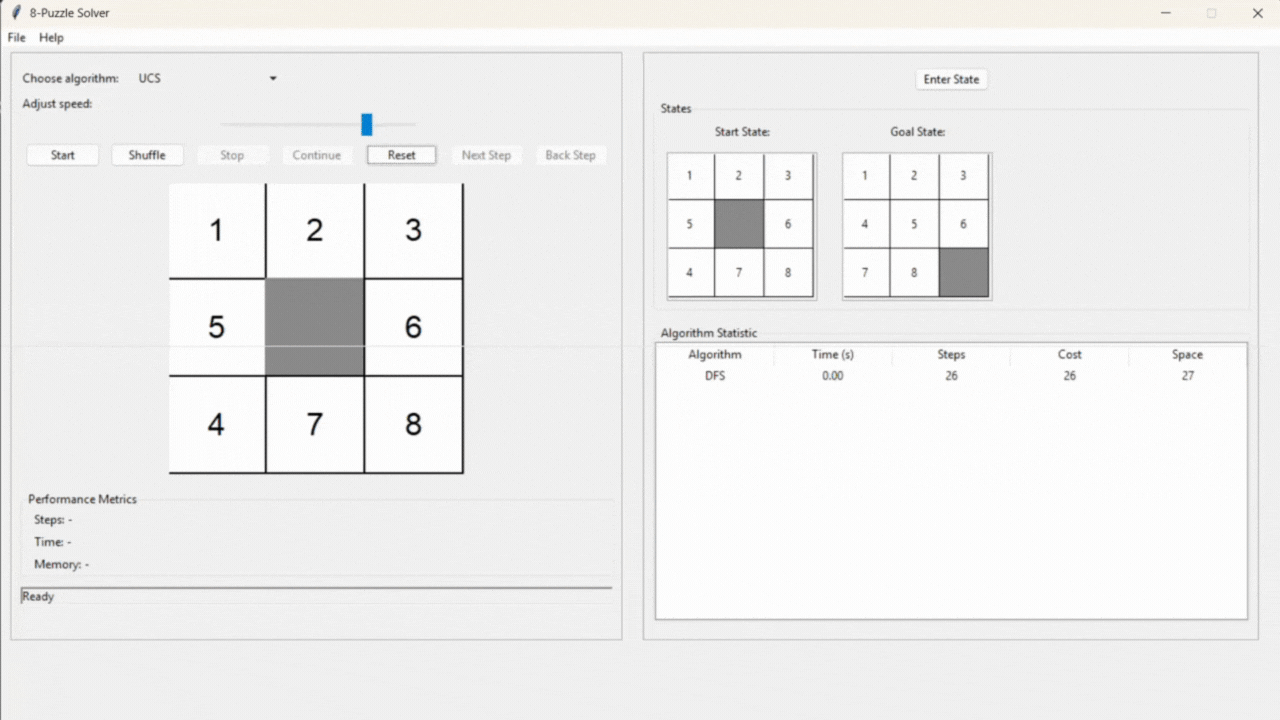 8-Puzzle Solver
File Help
Choose algorithm: UCS
Adjust speed:
Start Shuffle Stop Continue Reset Next Step Back Step
1 2 3
5 6
4 7 8
Performance Metrics
Steps: -
Time: -
Memory: -
Ready
Enter State
States
Start State: Goal State:
1 2 3 1 2 3
5 6 4 5 6
4 7 8 7 8
Algorithm Statistic
Algorithm Time (s) Steps Cost Space
DFS 0.00 26 26 27